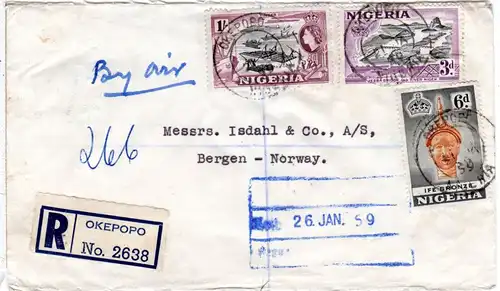 1/-
NIGERIA
NIGERIA
3d.
By air
6d.
IFE BRONZE
NIGERIA
Messrs. Isdahl & Co., A/S,
Bergen - Norway.
266
26 JAN. 59
R
OKEPOPO
No. 2638